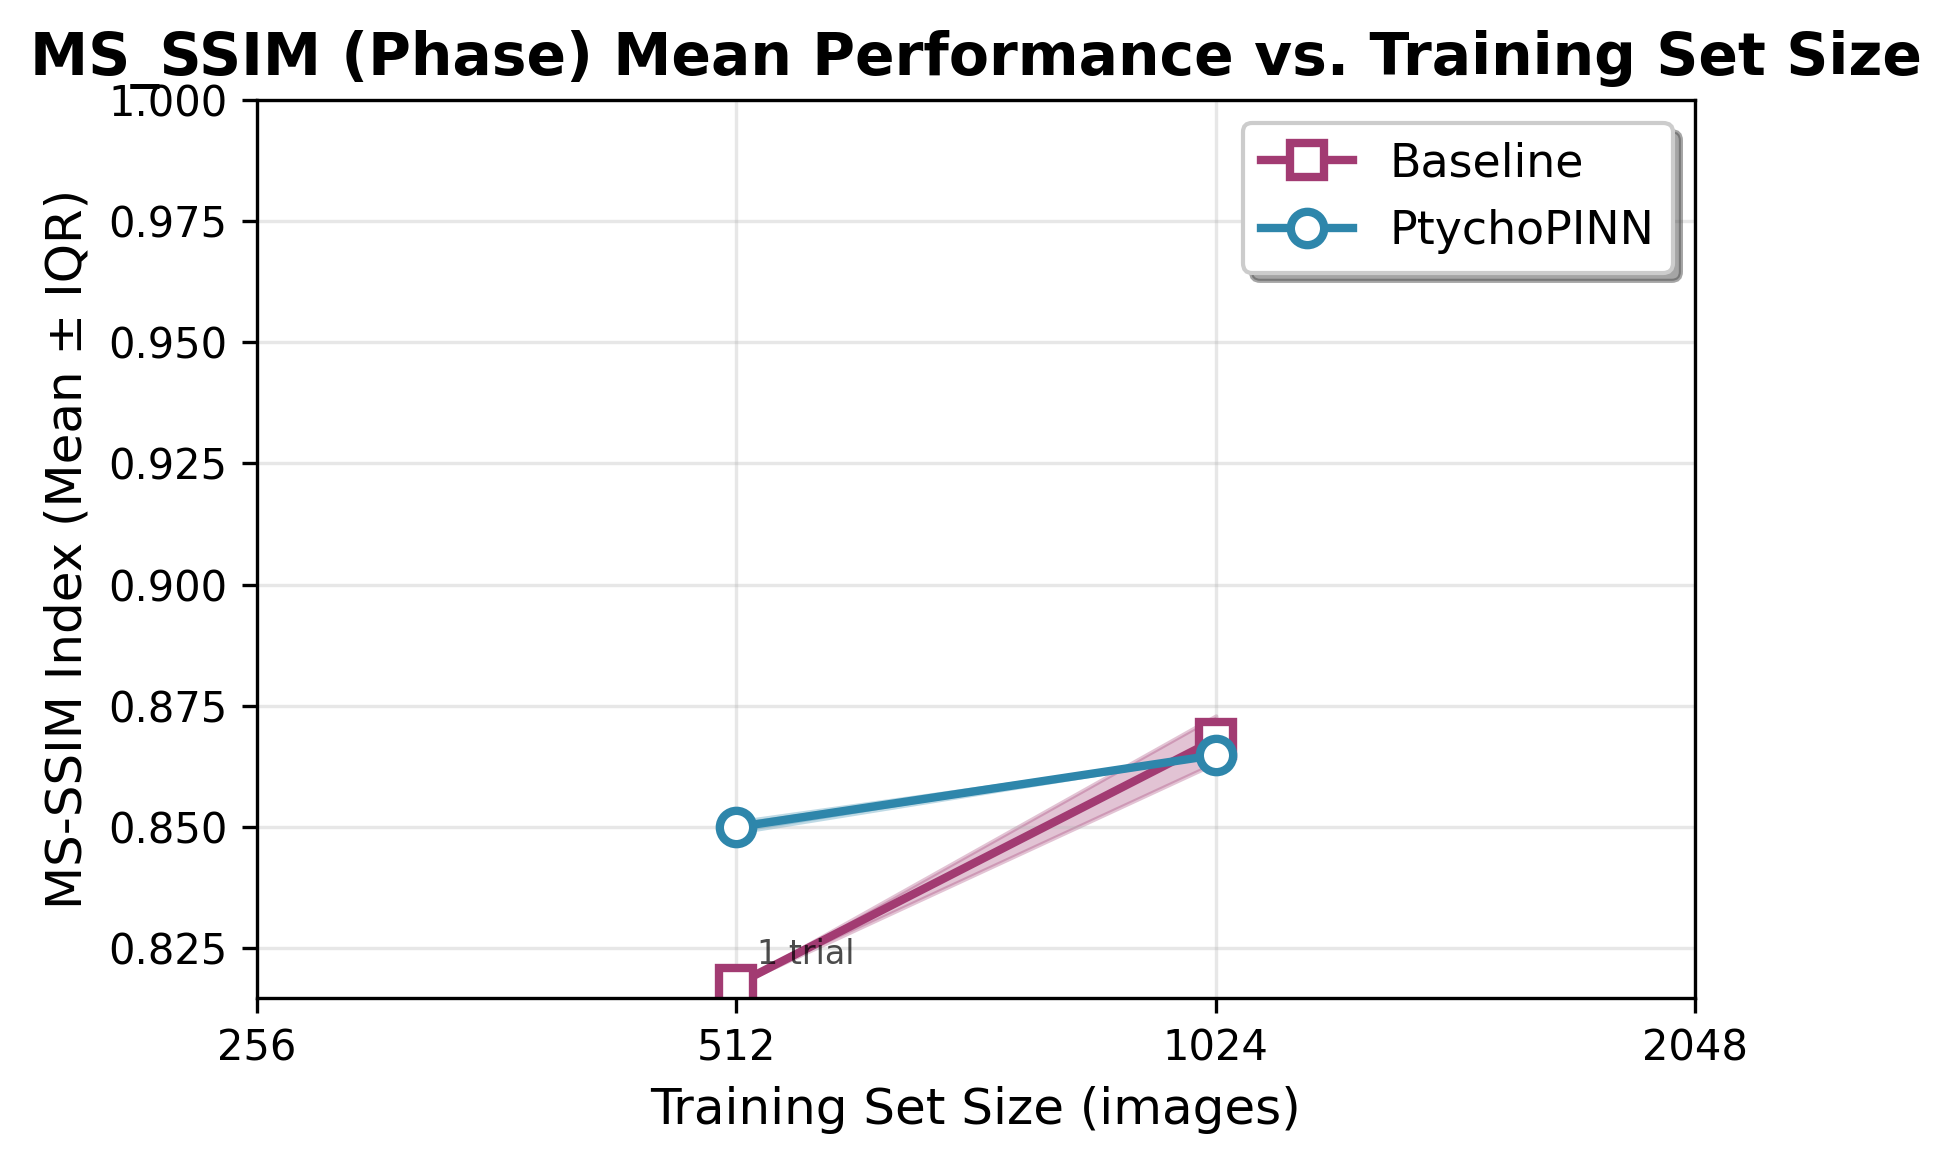 MS_SSIM (Phase) Mean Performance vs. Training Set Size
MS-SSIM Index (Mean ± IQR)
1.000
0.975
0.950
0.925
0.900
0.875
0.850
0.825
Baseline
PtychoPINN
1 trial
256
512
1024
2048
Training Set Size (images)